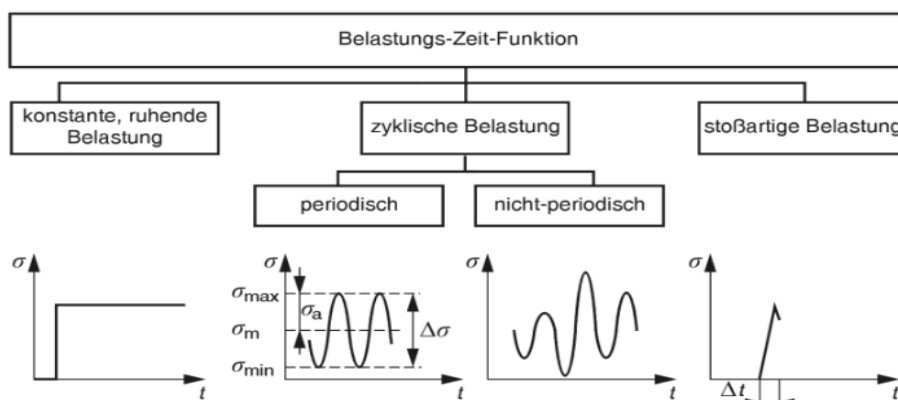 Belastungs-Zeit-Funktion
konstante, ruhende
Belastung
zyklische Belastung
stoßartige Belastung
periodisch
nicht-periodisch
σ
t
σ
σmax
σa
σm
Δσ
σmin
t
σ
t
σ
Δt
t